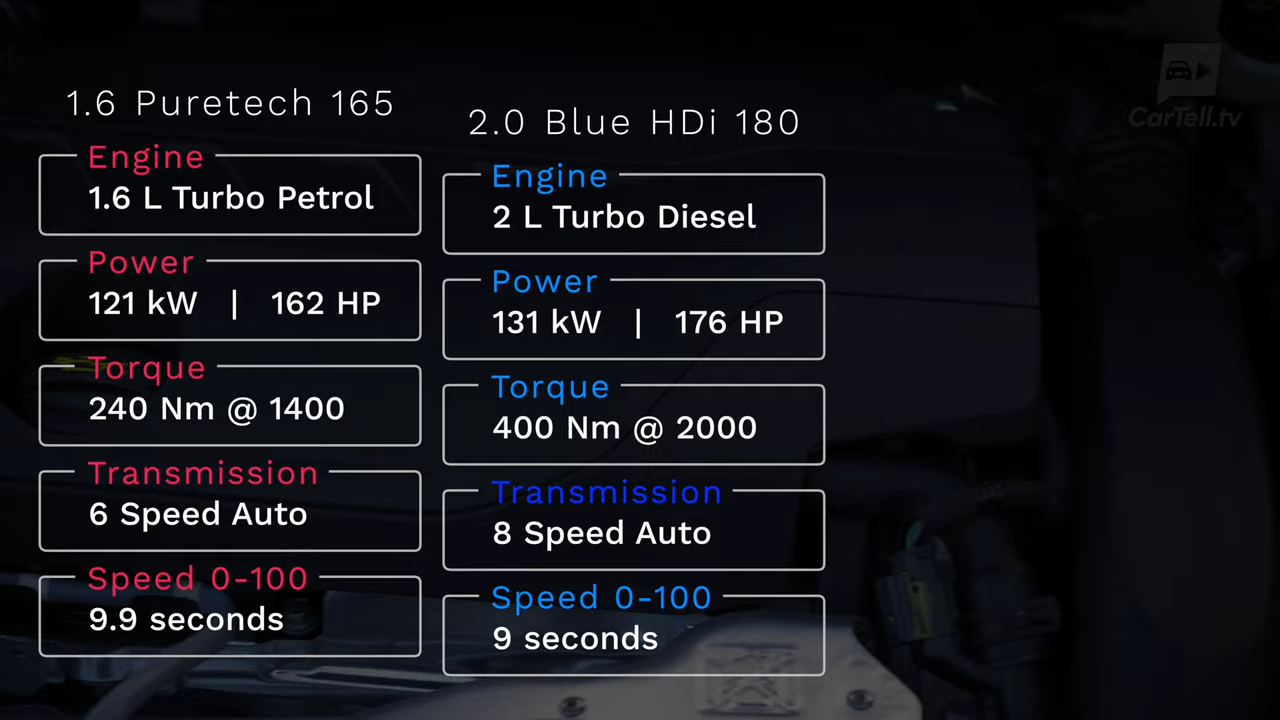 1.6 Puretech 165
Engine
1.6 L Turbo Petrol
Power
121 kW | 162 HP
Torque
240 Nm @ 1400
Transmission
6 Speed Auto
Speed 0-100
9.9 seconds
2.0 Blue HDi 180
Engine
2 L Turbo Diesel
Power
131 kW | 176 HP
Torque
400 Nm @ 2000
Transmission
8 Speed Auto
Speed 0-100
9 seconds
CarTell.tv